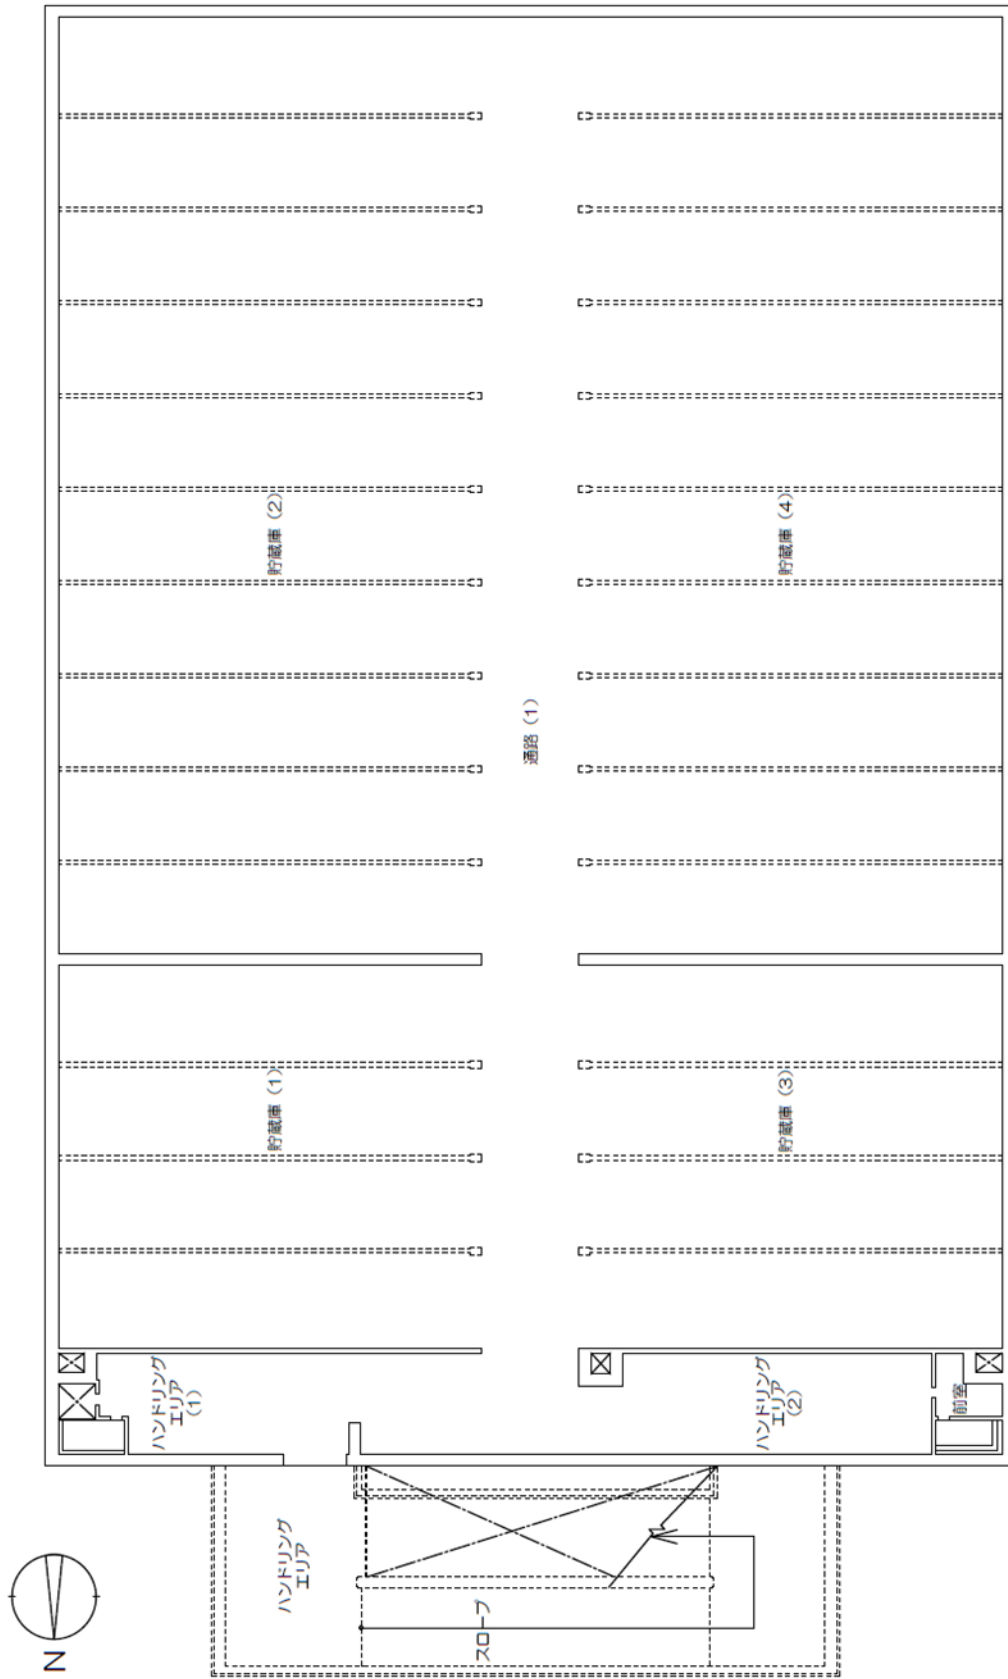 貯蔵庫（2）
貯蔵庫（4）
通路（1）
貯蔵庫（1）
貯蔵庫（3）
ハンドリング
エリア
（1）
ハンドリング
エリア
（2）
前室
ハンドリング
エリア
スロープ
N